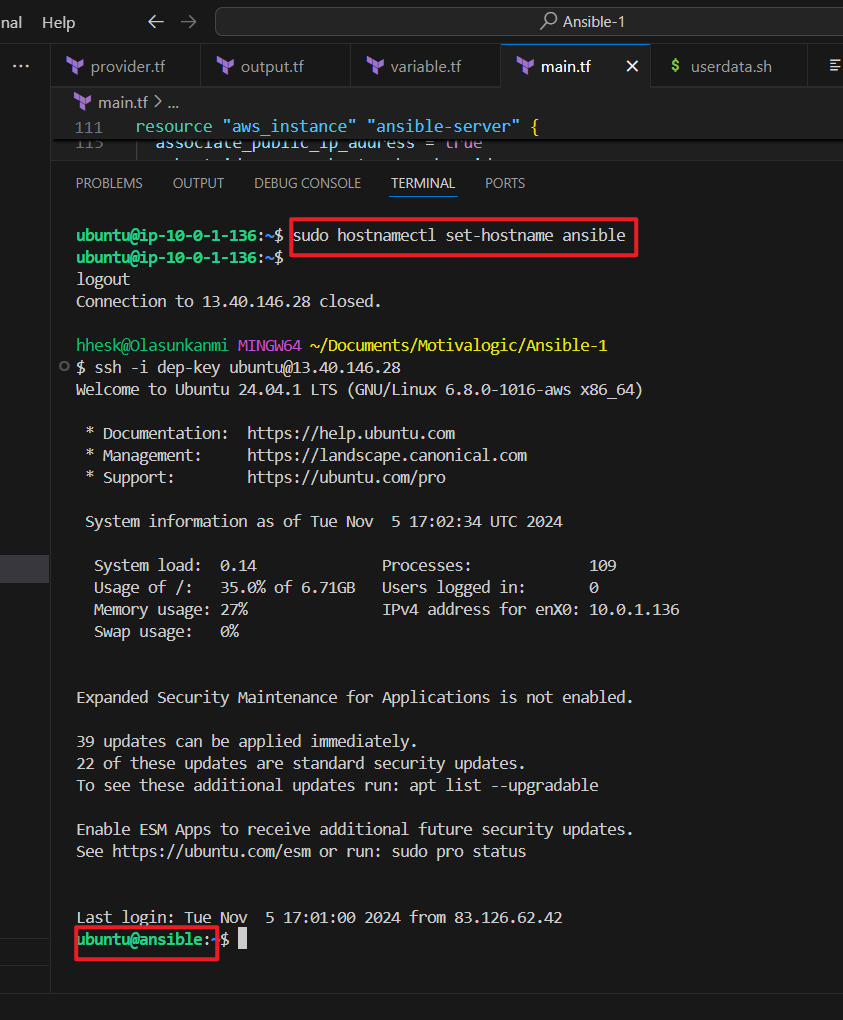 nal Help ← → Ansible-1
··· provider.tf output.tf variable.tf main.tf × $ userdata.sh
main.tf > ...
111 resource "aws_instance" "ansible-server" {
115 associate_public_ip_address = true
PROBLEMS OUTPUT DEBUG CONSOLE TERMINAL PORTS
ubuntu@ip-10-0-1-136:~$ sudo hostnamectl set-hostname ansible
ubuntu@ip-10-0-1-136:~$
logout
Connection to 13.40.146.28 closed.
hhesk@Olasunkanmi MINGW64 ~/Documents/Motivalogic/Ansible-1
$ ssh -i dep-key ubuntu@13.40.146.28
Welcome to Ubuntu 24.04.1 LTS (GNU/Linux 6.8.0-1016-aws x86_64)
* Documentation: https://help.ubuntu.com
* Management: https://landscape.canonical.com
* Support: https://ubuntu.com/pro
System information as of Tue Nov 5 17:02:34 UTC 2024
System load: 0.14 Processes: 109
Usage of /: 35.0% of 6.71GB Users logged in: 0
Memory usage: 27% IPv4 address for enX0: 10.0.1.136
Swap usage: 0%
Expanded Security Maintenance for Applications is not enabled.
39 updates can be applied immediately.
22 of these updates are standard security updates.
To see these additional updates run: apt list --upgradable
Enable ESM Apps to receive additional future security updates.
See https://ubuntu.com/esm or run: sudo pro status
Last login: Tue Nov 5 17:01:00 2024 from 83.126.62.42
ubuntu@ansible:~$